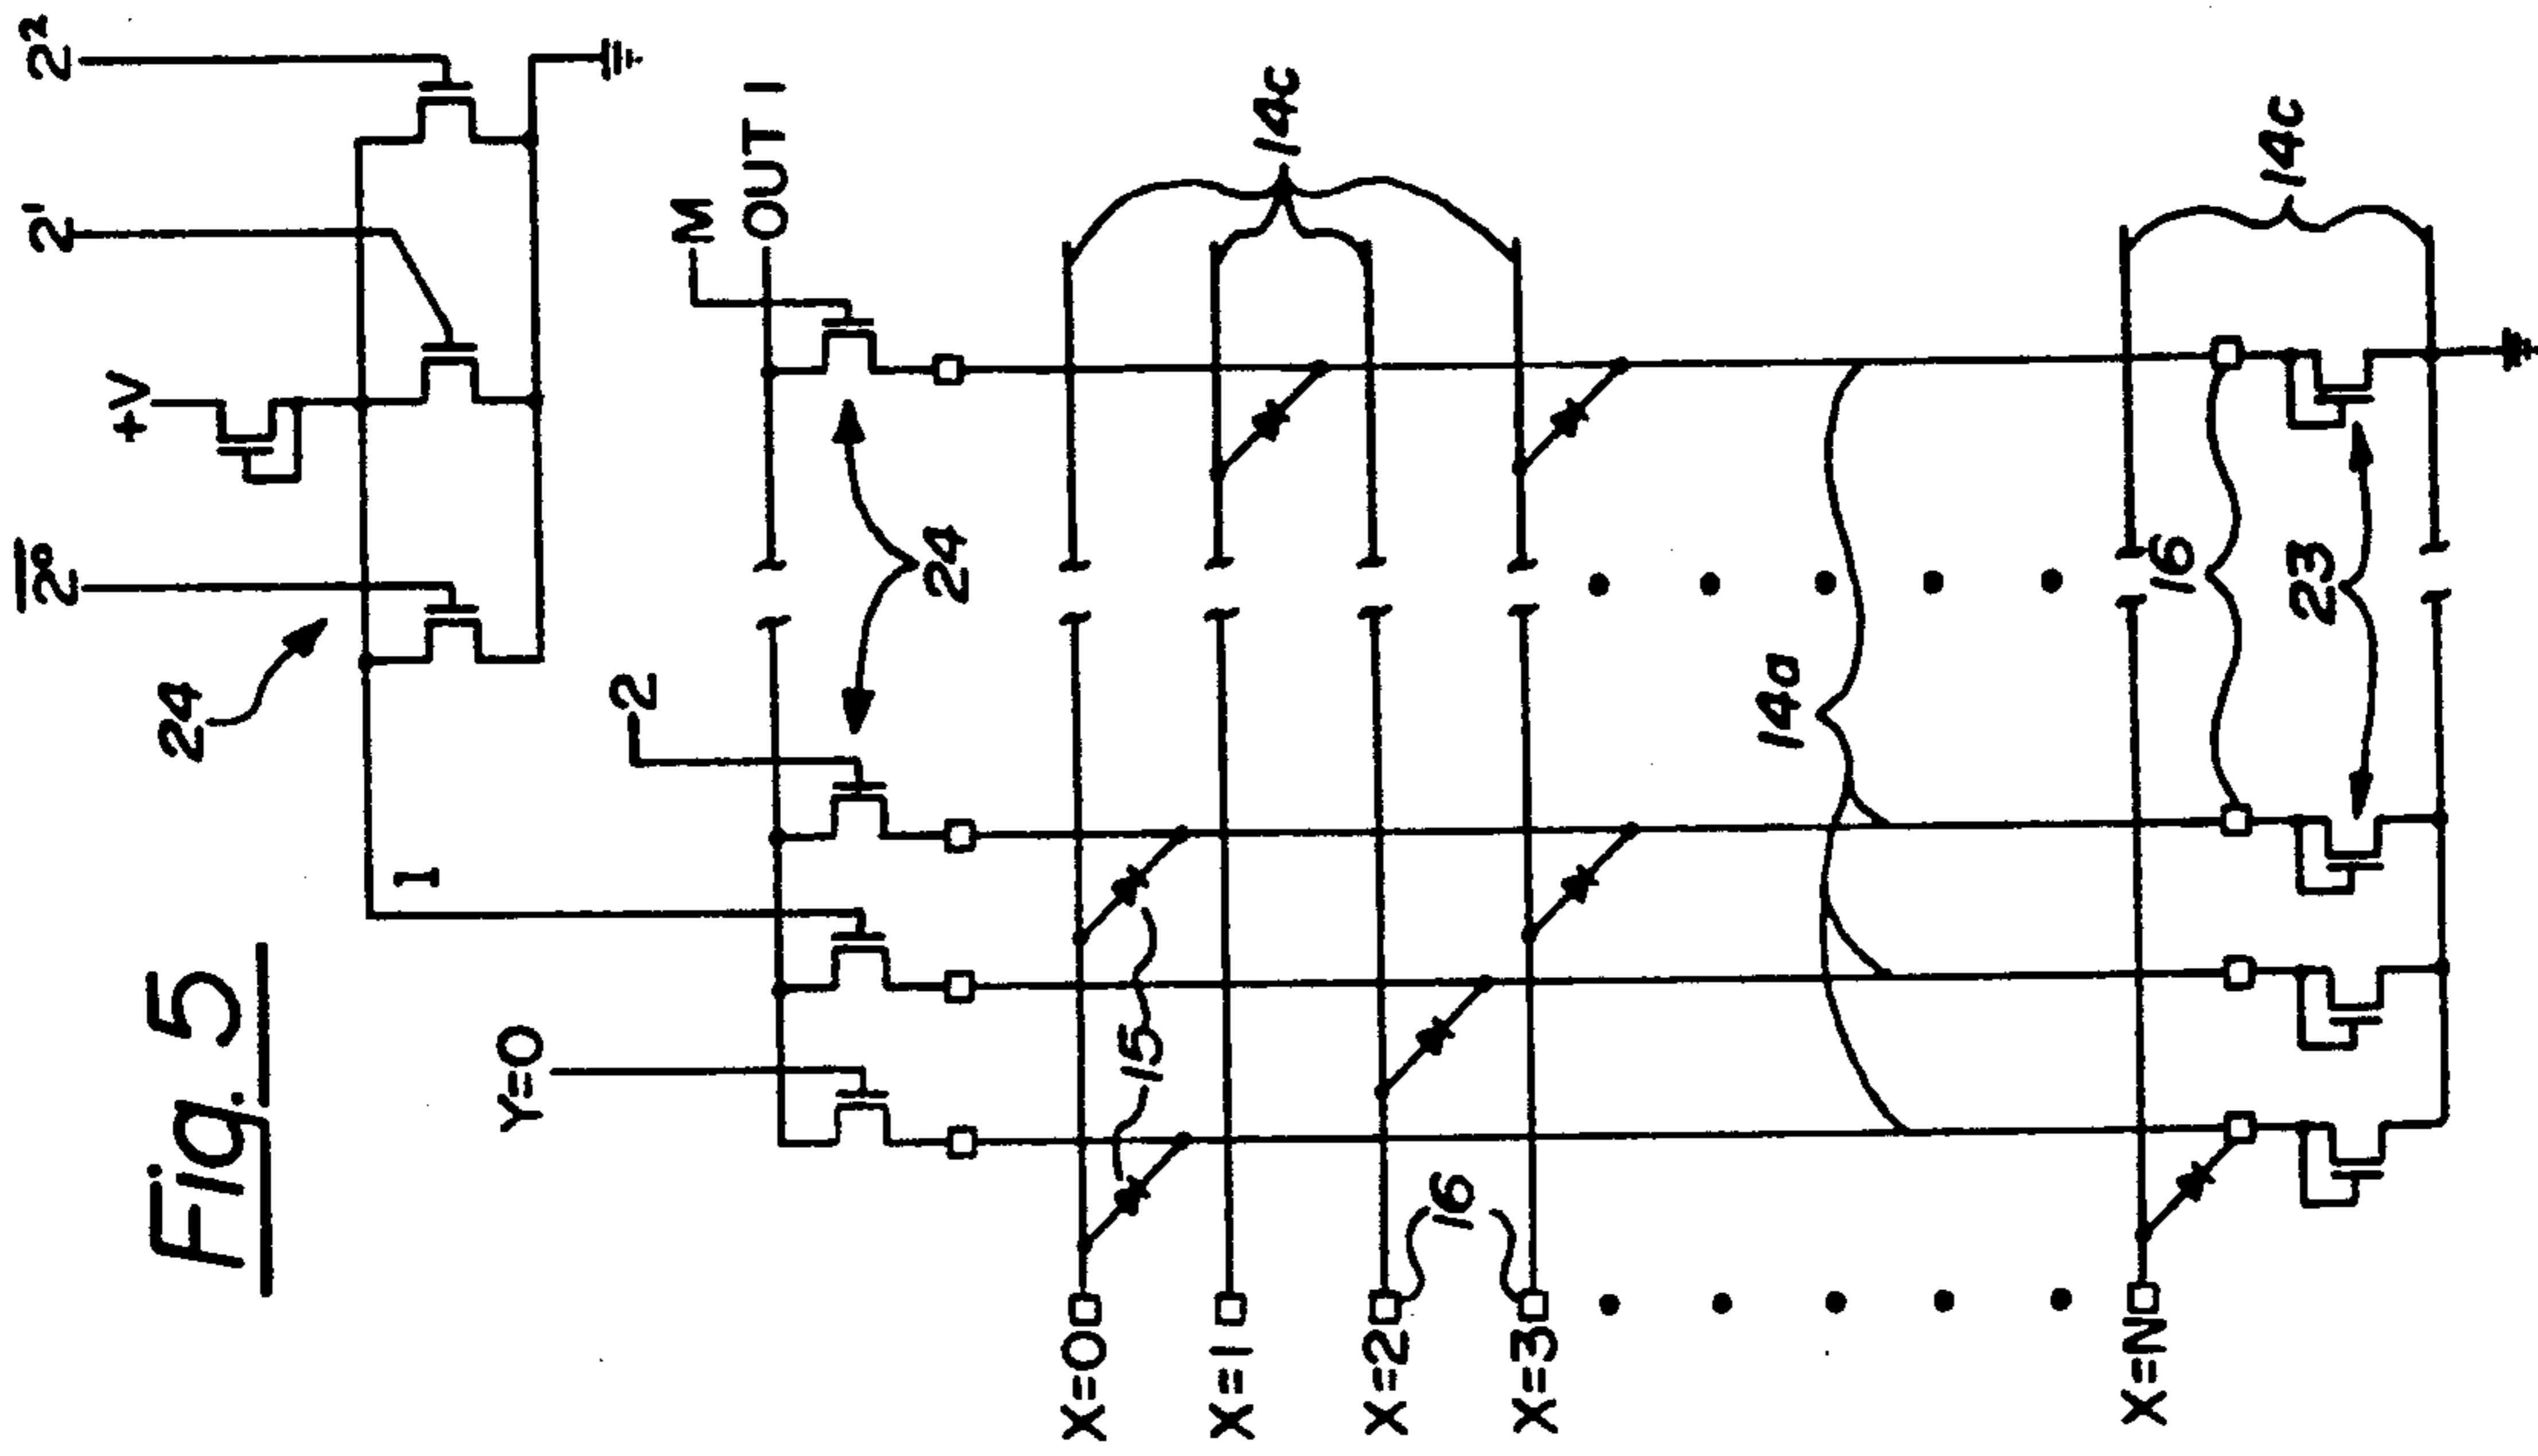 Fig. 5
24
2̅⁰
+V
2¹
2²
1
Y=0
2
24
M
OUT 1
X=0
X=1
X=2
X=3
X=N
15
16
14a
14c
16
23
14c